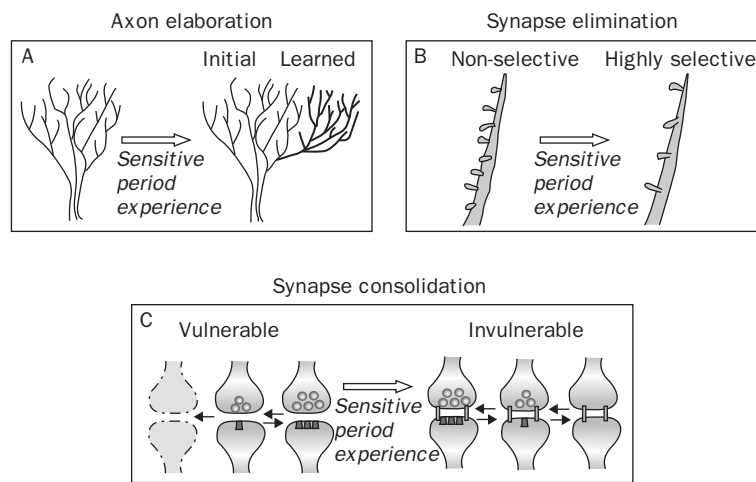 Axon elaboration
A
Initial Learned
Sensitive
period
experience
Synapse elimination
B
Non-selective Highly selective
Sensitive
period
experience
Synapse consolidation
C
Vulnerable
Invulnerable
Sensitive
period
experience